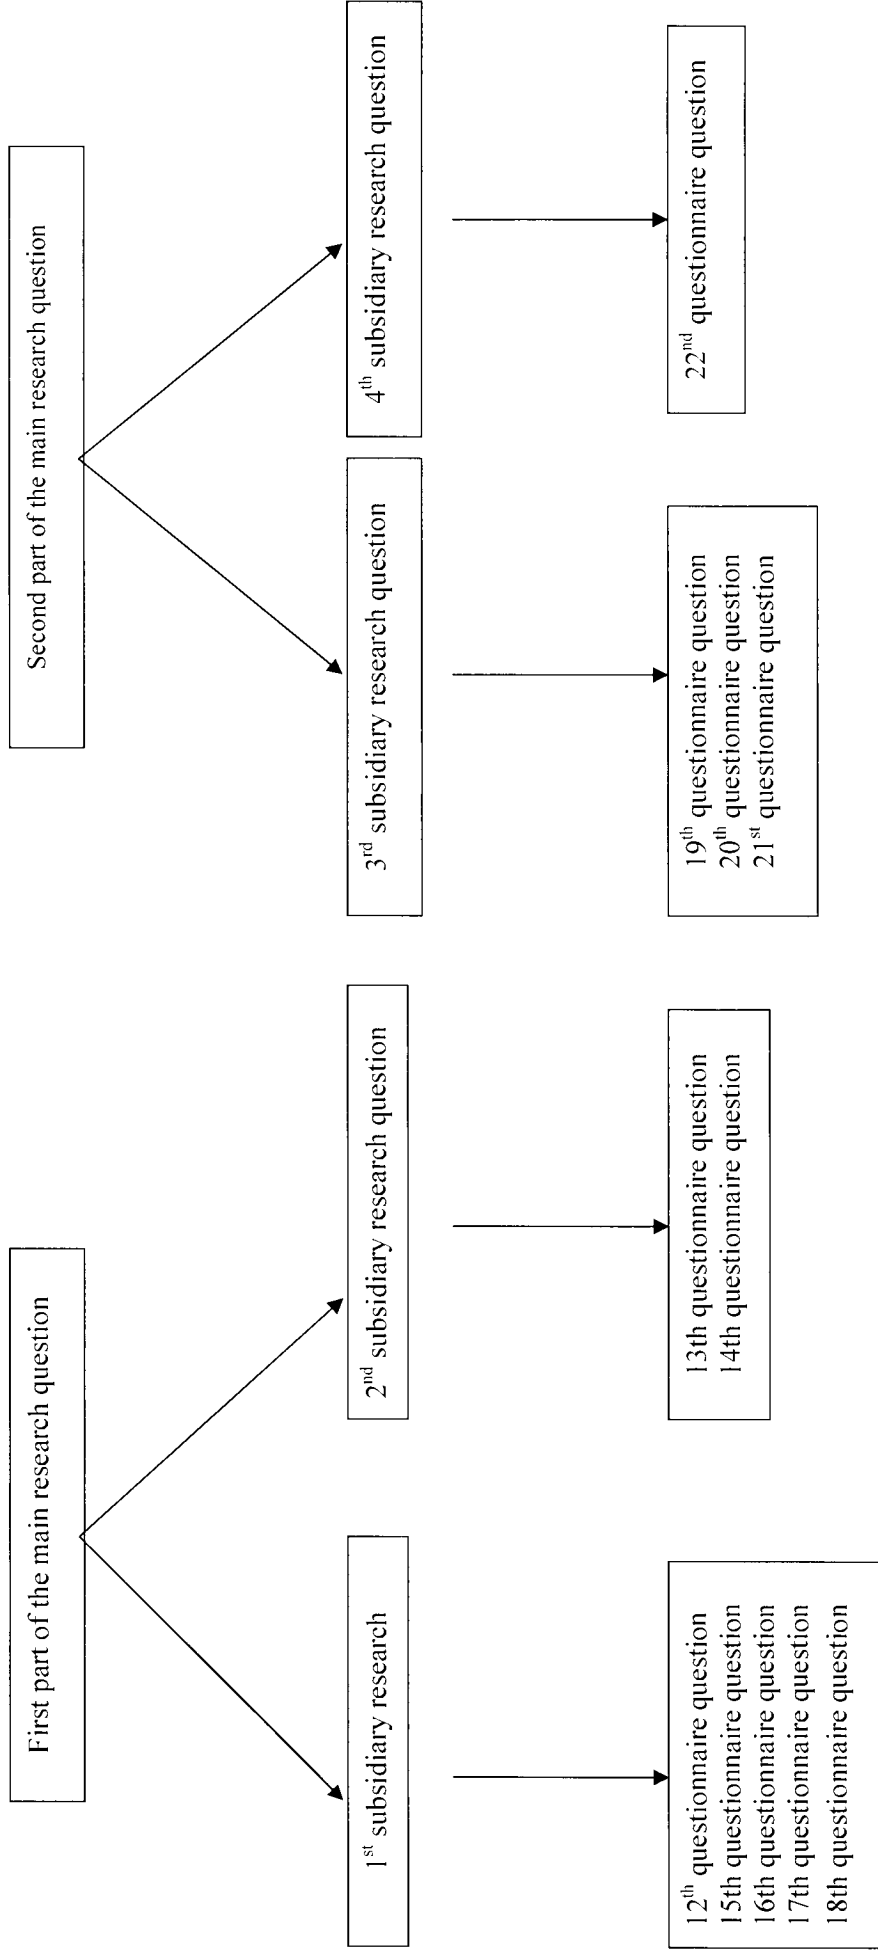 First part of the main research question
Second part of the main research question
1st subsidiary research
2nd subsidiary research question
3rd subsidiary research question
4th subsidiary research question
12th questionnaire question
15th questionnaire question
16th questionnaire question
17th questionnaire question
18th questionnaire question
13th questionnaire question
14th questionnaire question
19th questionnaire question
20th questionnaire question
21st questionnaire question
22nd questionnaire question